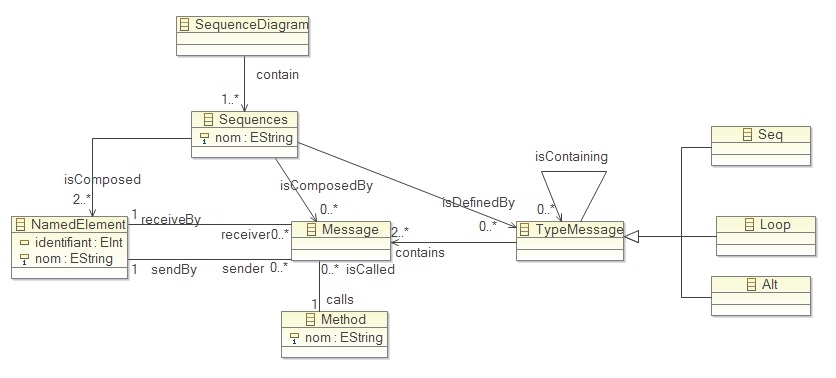 SequenceDiagram
contain
1..*
Sequences
nom : EString
Seq
isContaining
isComposed
isComposedBy
2..*
isDefinedBy
0..*
0..*
0..*
NamedElement
identifiant : EInt
nom : EString
1
receiveBy
receiver
0..*
Message
2..*
contains
TypeMessage
Loop
1
sendBy
sender
0..*
0..*
isCalled
Alt
1
calls
Method
nom : EString